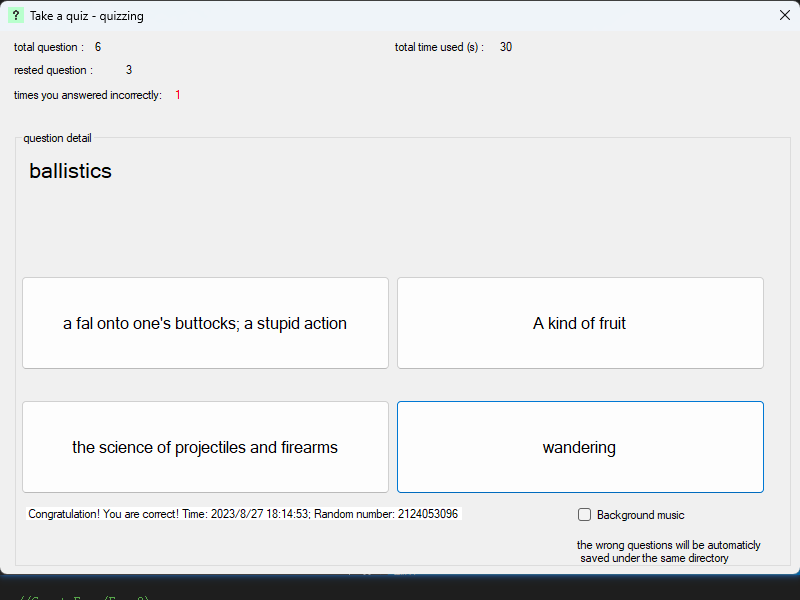 ? Take a quiz - quizzing
total question : 6 total time used (s) : 30
rested question : 3
times you answered incorrectly: 1
question detail
ballistics
a fal onto one's buttocks; a stupid action
A kind of fruit
the science of projectiles and firearms
wandering
Congratulation! You are correct! Time: 2023/8/27 18:14:53; Random number: 2124053096
Background music
the wrong questions will be automaticly
saved under the same directory